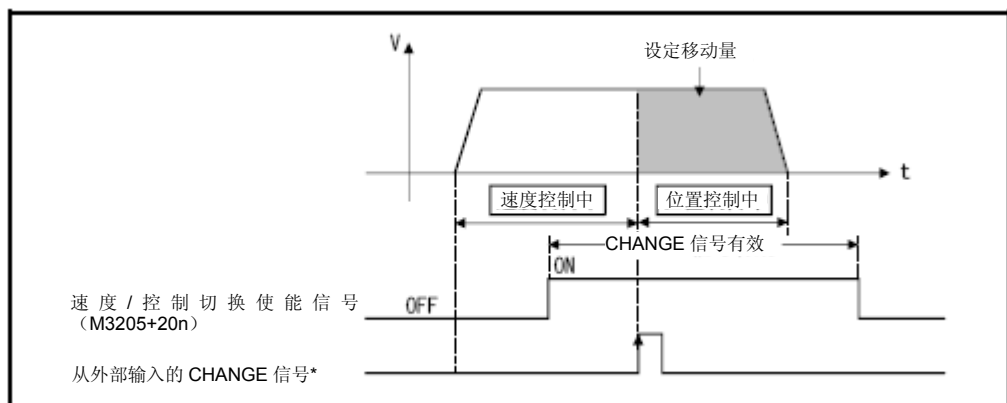 V
设定移动量
t
速度控制中
位置控制中
CHANGE 信号有效
ON
OFF
速度/控制切换使能信号
（M3205+20n）
从外部输入的 CHANGE 信号*